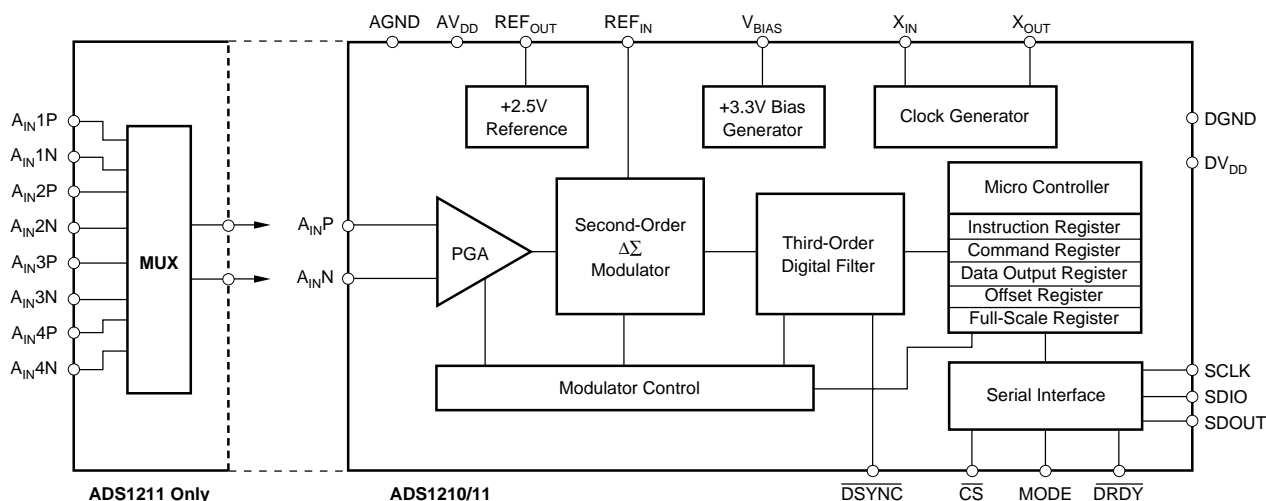 AGND AVDD REFOUT REFIN VBIAS XIN XOUT
+2.5V
Reference
+3.3V Bias
Generator
Clock Generator
AIN1P
AIN1N
AIN2P
AIN2N
AIN3P
AIN3N
AIN4P
AIN4N
MUX
AINP
AINN
PGA
Second-Order
ΔΣ
Modulator
Third-Order
Digital Filter
Micro Controller
Instruction Register
Command Register
Data Output Register
Offset Register
Full-Scale Register
DGND
DVDD
Modulator Control
Serial Interface
SCLK
SDIO
SDOUT
ADS1211 Only
ADS1210/11
DSYNC CS MODE DRDY